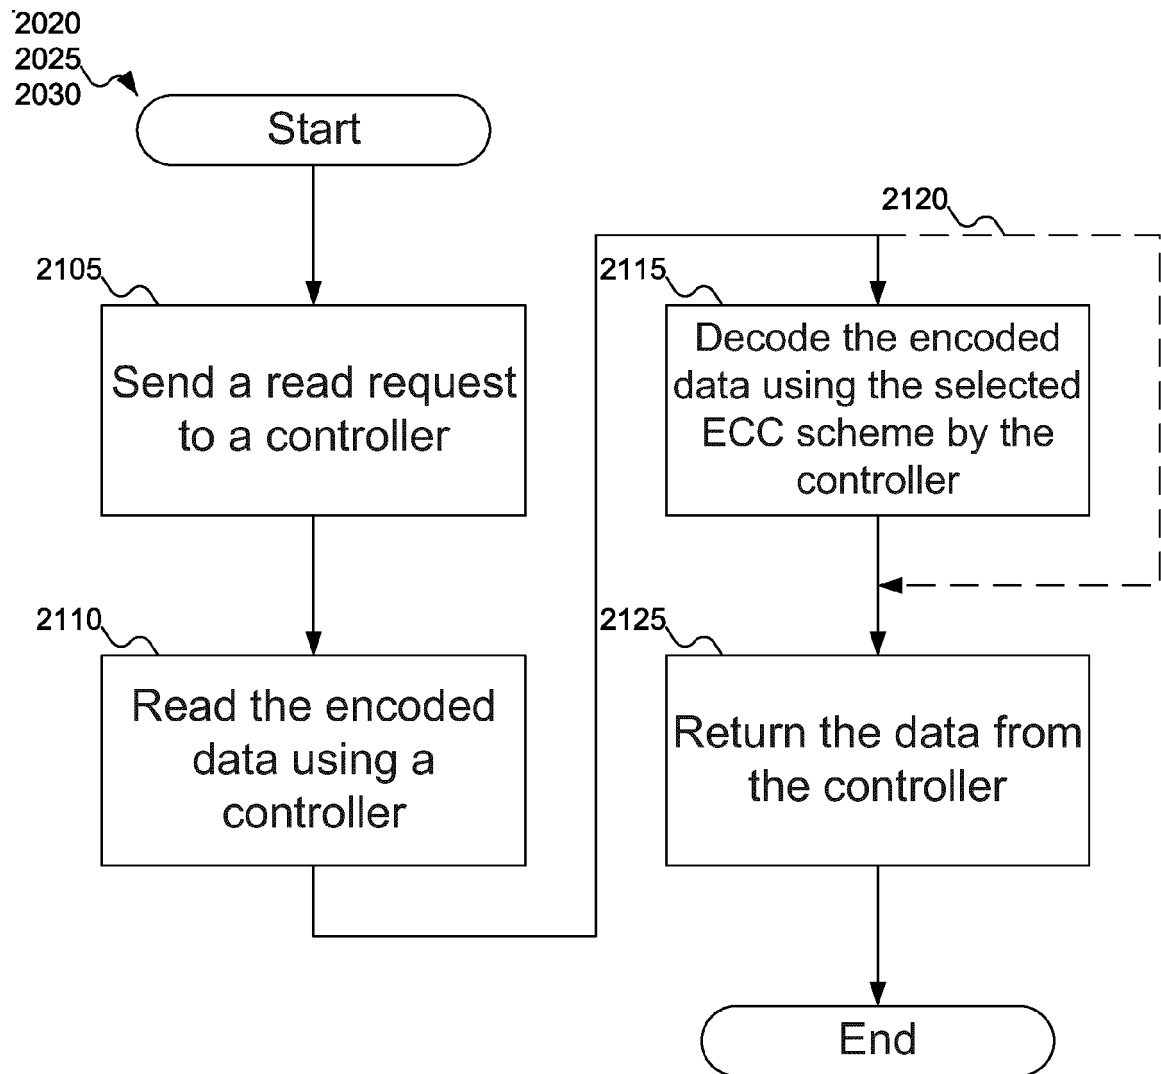 2020
2025
2030
Start
2105
Send a read request
to a controller
2110
Read the encoded
data using a
controller
2120
2115
Decode the encoded
data using the selected
ECC scheme by the
controller
2125
Return the data from
the controller
End